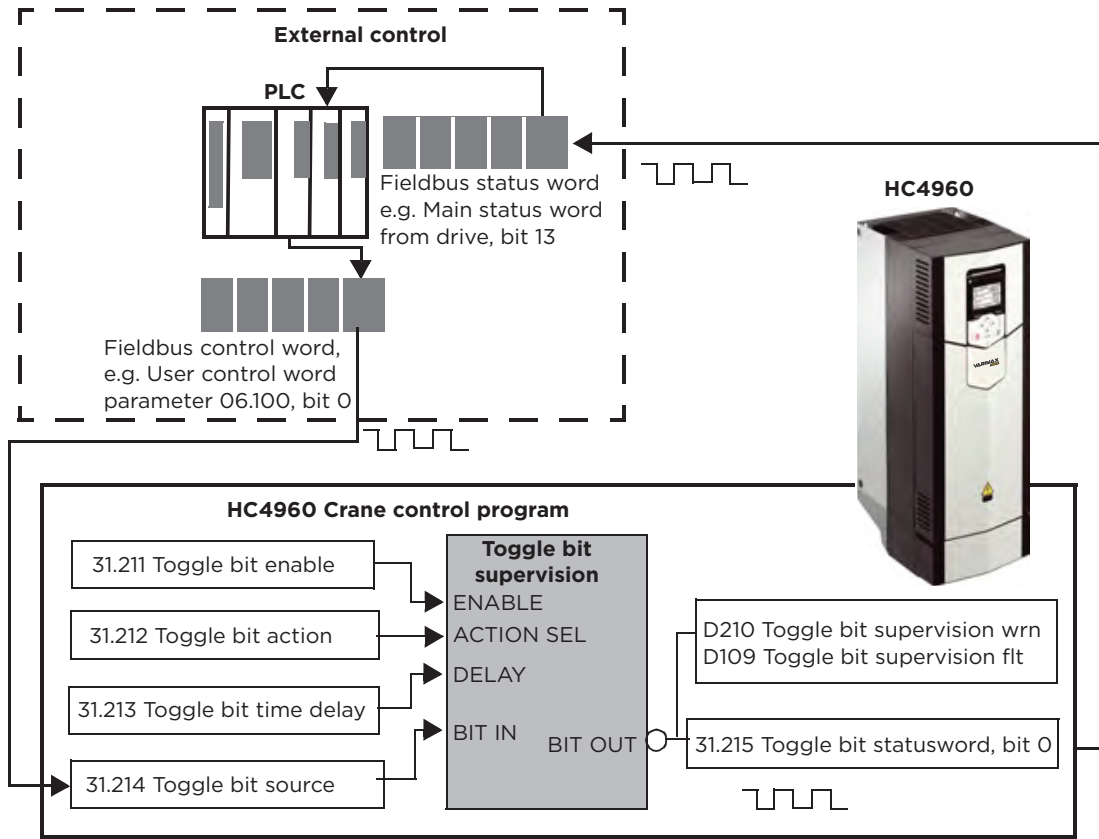 External control
PLC
Fieldbus status word
e.g. Main status word
from drive, bit 13
HC4960
Fieldbus control word,
e.g. User control word
parameter 06.100, bit 0
VARIMAX
HC4960 Crane control program
31.211 Toggle bit enable
31.212 Toggle bit action
31.213 Toggle bit time delay
31.214 Toggle bit source
Toggle bit
supervision
ENABLE
ACTION SEL
DELAY
BIT IN
BIT OUT
D210 Toggle bit supervision wrn
D109 Toggle bit supervision flt
31.215 Toggle bit statusword, bit 0